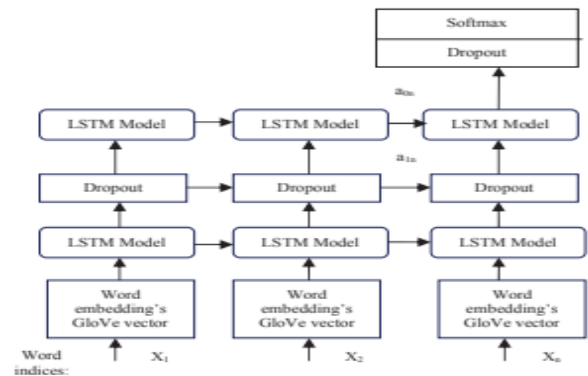 Softmax
Dropout
a₀ₙ
LSTM Model LSTM Model LSTM Model
a₁ₙ
Dropout Dropout Dropout
LSTM Model LSTM Model LSTM Model
Word Word Word
embedding's embedding's embedding's
GloVe vector GloVe vector GloVe vector
Word X₁ X₂ Xₙ
indices: